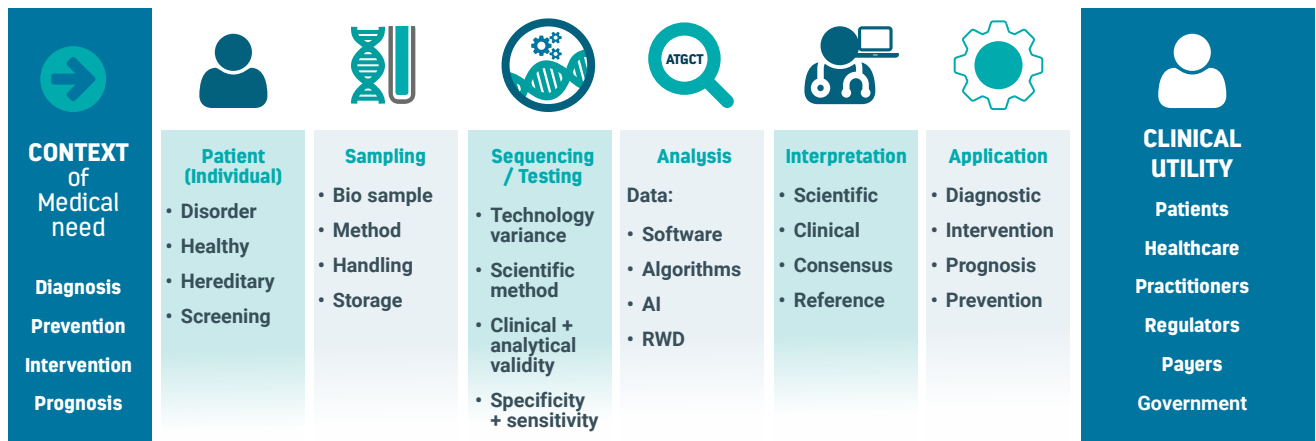 CONTEXT
of
Medical
need
Diagnosis
Prevention
Intervention
Prognosis
Patient
(Individual)
• Disorder
• Healthy
• Hereditary
• Screening
Sampling
• Bio sample
• Method
• Handling
• Storage
Sequencing
/ Testing
• Technology
variance
• Scientific
method
• Clinical +
analytical
validity
• Specificity
+ sensitivity
ATGCT
Analysis
Data:
• Software
• Algorithms
• AI
• RWD
Interpretation
• Scientific
• Clinical
• Consensus
• Reference
Application
• Diagnostic
• Intervention
• Prognosis
• Prevention
CLINICAL
UTILITY
Patients
Healthcare
Practitioners
Regulators
Payers
Government